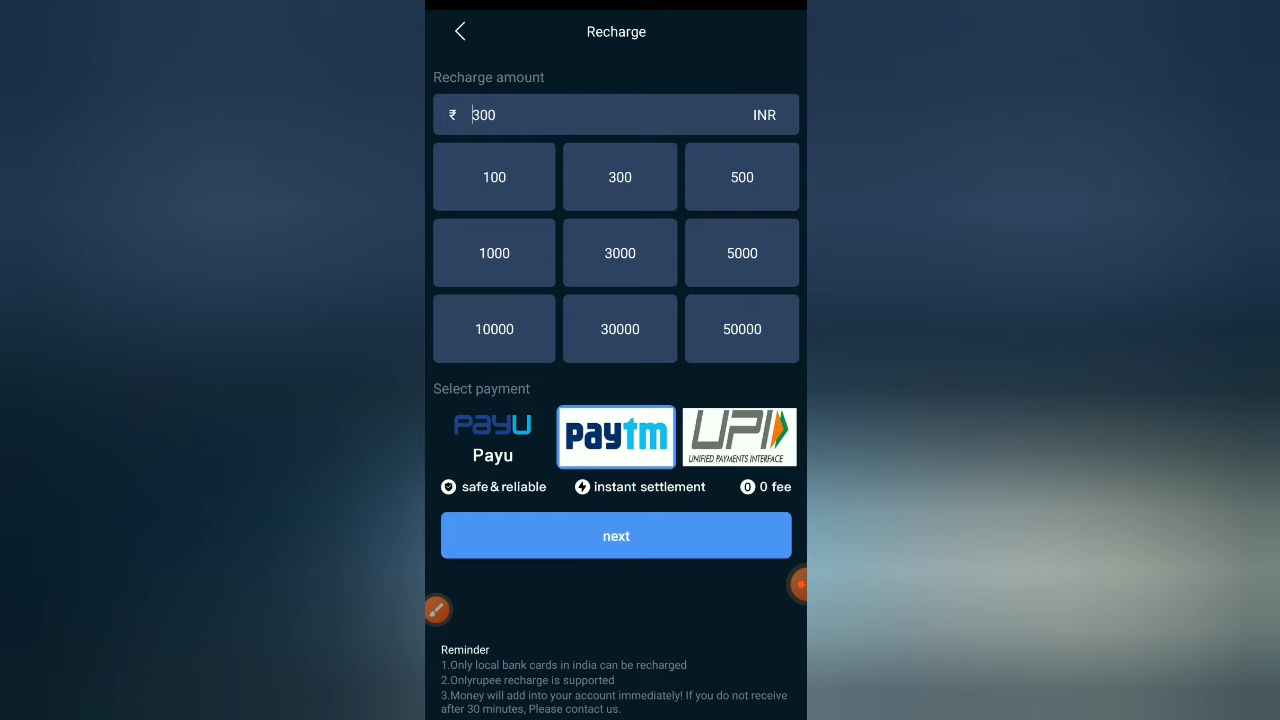 Recharge
Recharge amount
₹ 300 INR
100 300 500
1000 3000 5000
10000 30000 50000
Select payment
PayU paytm UPI
Payu UNIFIED PAYMENTS INTERFACE
safe & reliable instant settlement 0 0 fee
next
Reminder
1.Only local bank cards in india can be recharged
2.Onlyrupee recharge is supported
3.Money will add into your account immediately! If you do not receive
after 30 minutes, Please contact us.